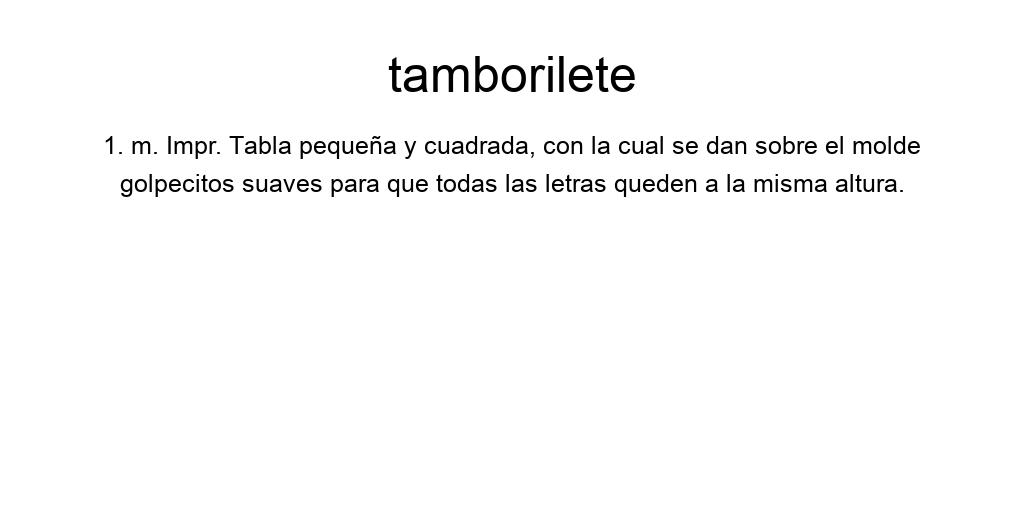 tamborilete
1. m. Impr. Tabla pequeña y cuadrada, con la cual se dan sobre el molde
golpecitos suaves para que todas las letras queden a la misma altura.